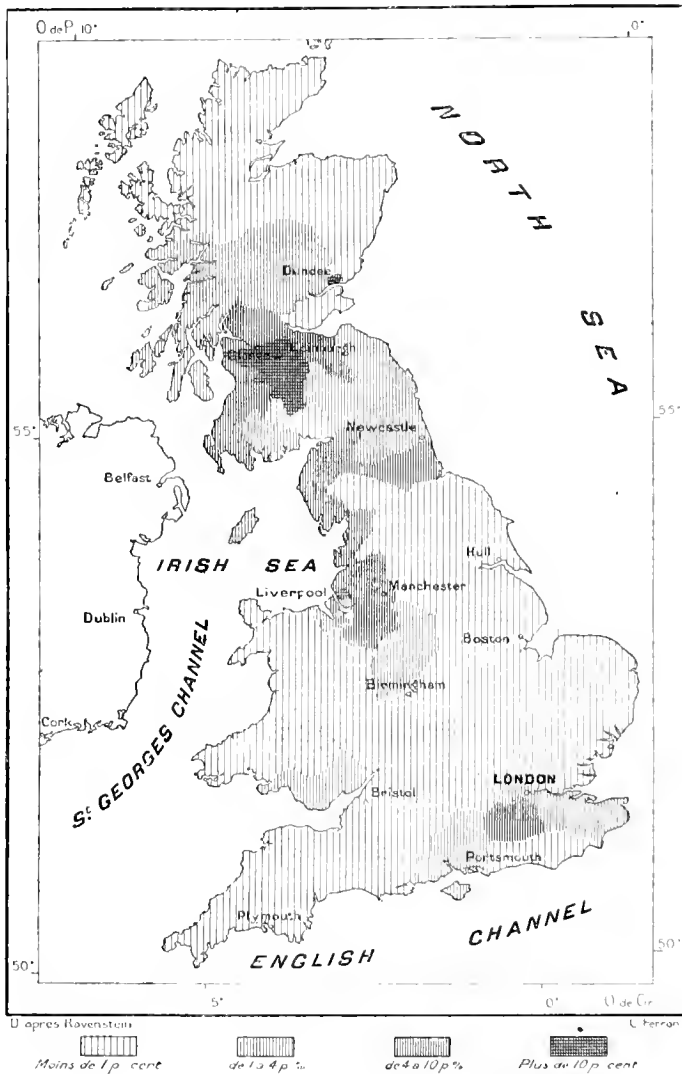 O de P. 10°
0°
NORTH SEA
Dundee
Glasgow
Edinburgh
55°
55°
Newcastle
Belfast
IRISH SEA
Hull
Liverpool
Manchester
Dublin
Boston
Birmingham
Cork
St GEORGES CHANNEL
LONDON
Bristol
Portsmouth
Plymouth
ENGLISH CHANNEL
50°
50°
5°
0°
O de Gr.
D'apres Ravenstein
C. Perron
Moins de 1 p. cent
de 1 à 4 p %
de 4 à 10 p %
Plus de 10 p. cent